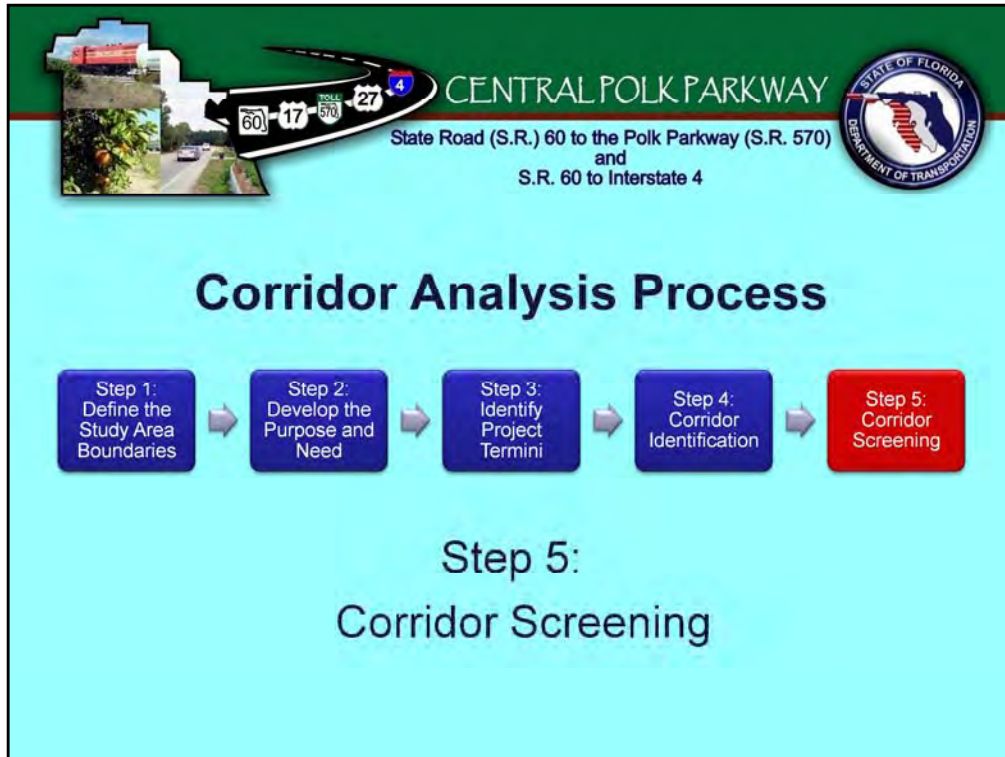 60
17
TOLL
570
27
4
CENTRAL POLK PARKWAY
State Road (S.R.) 60 to the Polk Parkway (S.R. 570)
and
S.R. 60 to Interstate 4
STATE OF FLORIDA
DEPARTMENT OF TRANSPORTATION
Corridor Analysis Process
Step 1:
Define the
Study Area
Boundaries
Step 2:
Develop the
Purpose and
Need
Step 3:
Identify
Project
Termini
Step 4:
Corridor
Identification
Step 5:
Corridor
Screening
Step 5:
Corridor Screening